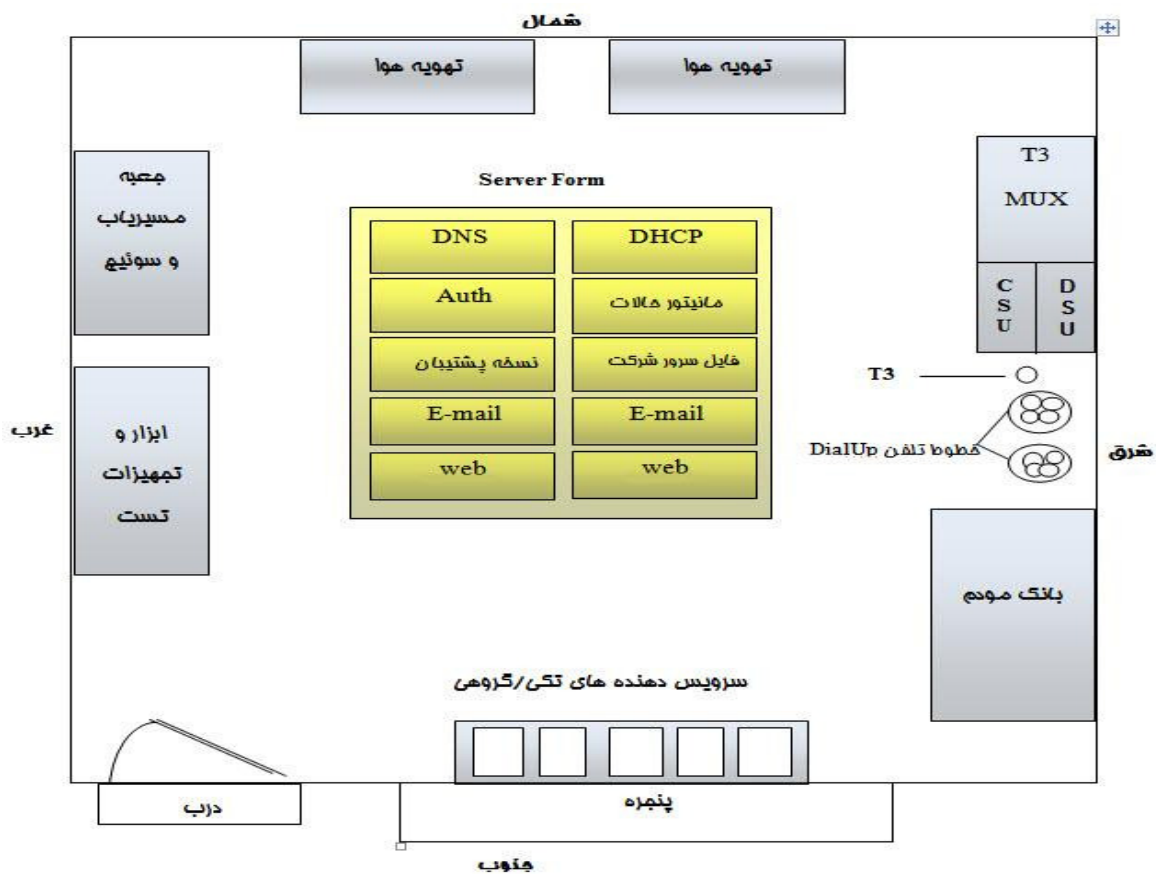 شمال
تهویه هوا
تهویه هوا
جعبه
مسیریاب
و سوئیچ
T3
MUX
Server Form
DNS
DHCP
Auth
مانیتور حالات
نسخه پشتیبان
فایل سرور شرکت
E-mail
E-mail
web
web
C
S
U
D
S
U
T3
خطوط تلفن DialUp
غرب
شرق
ابزار و
تجهیزات
تست
بانک مودم
سرویس دهنده های تکی/گروهی
درب
پنجره
جنوب